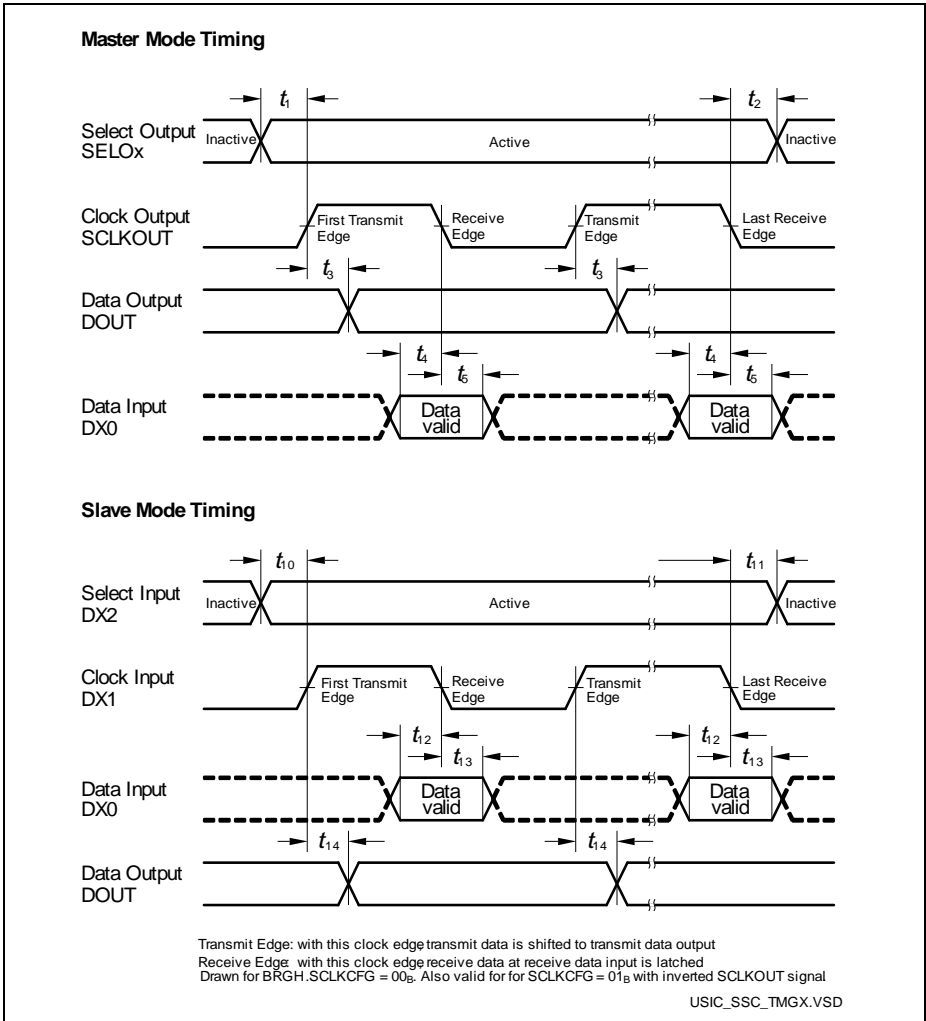 Master Mode Timing
t1
t2
Select Output
SELOx
Inactive
Active
Inactive
Clock Output
SCLKOUT
First Transmit
Edge
Receive
Edge
Transmit
Edge
Last Receive
Edge
t3
t3
Data Output
DOUT
t4
t5
t4
t5
Data Input
DX0
Data
valid
Data
valid
Slave Mode Timing
t10
t11
Select Input
DX2
Inactive
Active
Inactive
Clock Input
DX1
First Transmit
Edge
Receive
Edge
Transmit
Edge
Last Receive
Edge
t12
t13
t12
t13
Data Input
DX0
Data
valid
Data
valid
t14
t14
Data Output
DOUT
Transmit Edge: with this clock edge, transmit data is shifted to transmit data output
Receive Edge: with this clock edge, receive data at receive data input is latched
Drawn for BRGH.SCLKCFG = 00B. Also valid for for SCLKCFG = 01B with inverted SCLKOUT signal.
USIC_SSC_TMGX.VSD